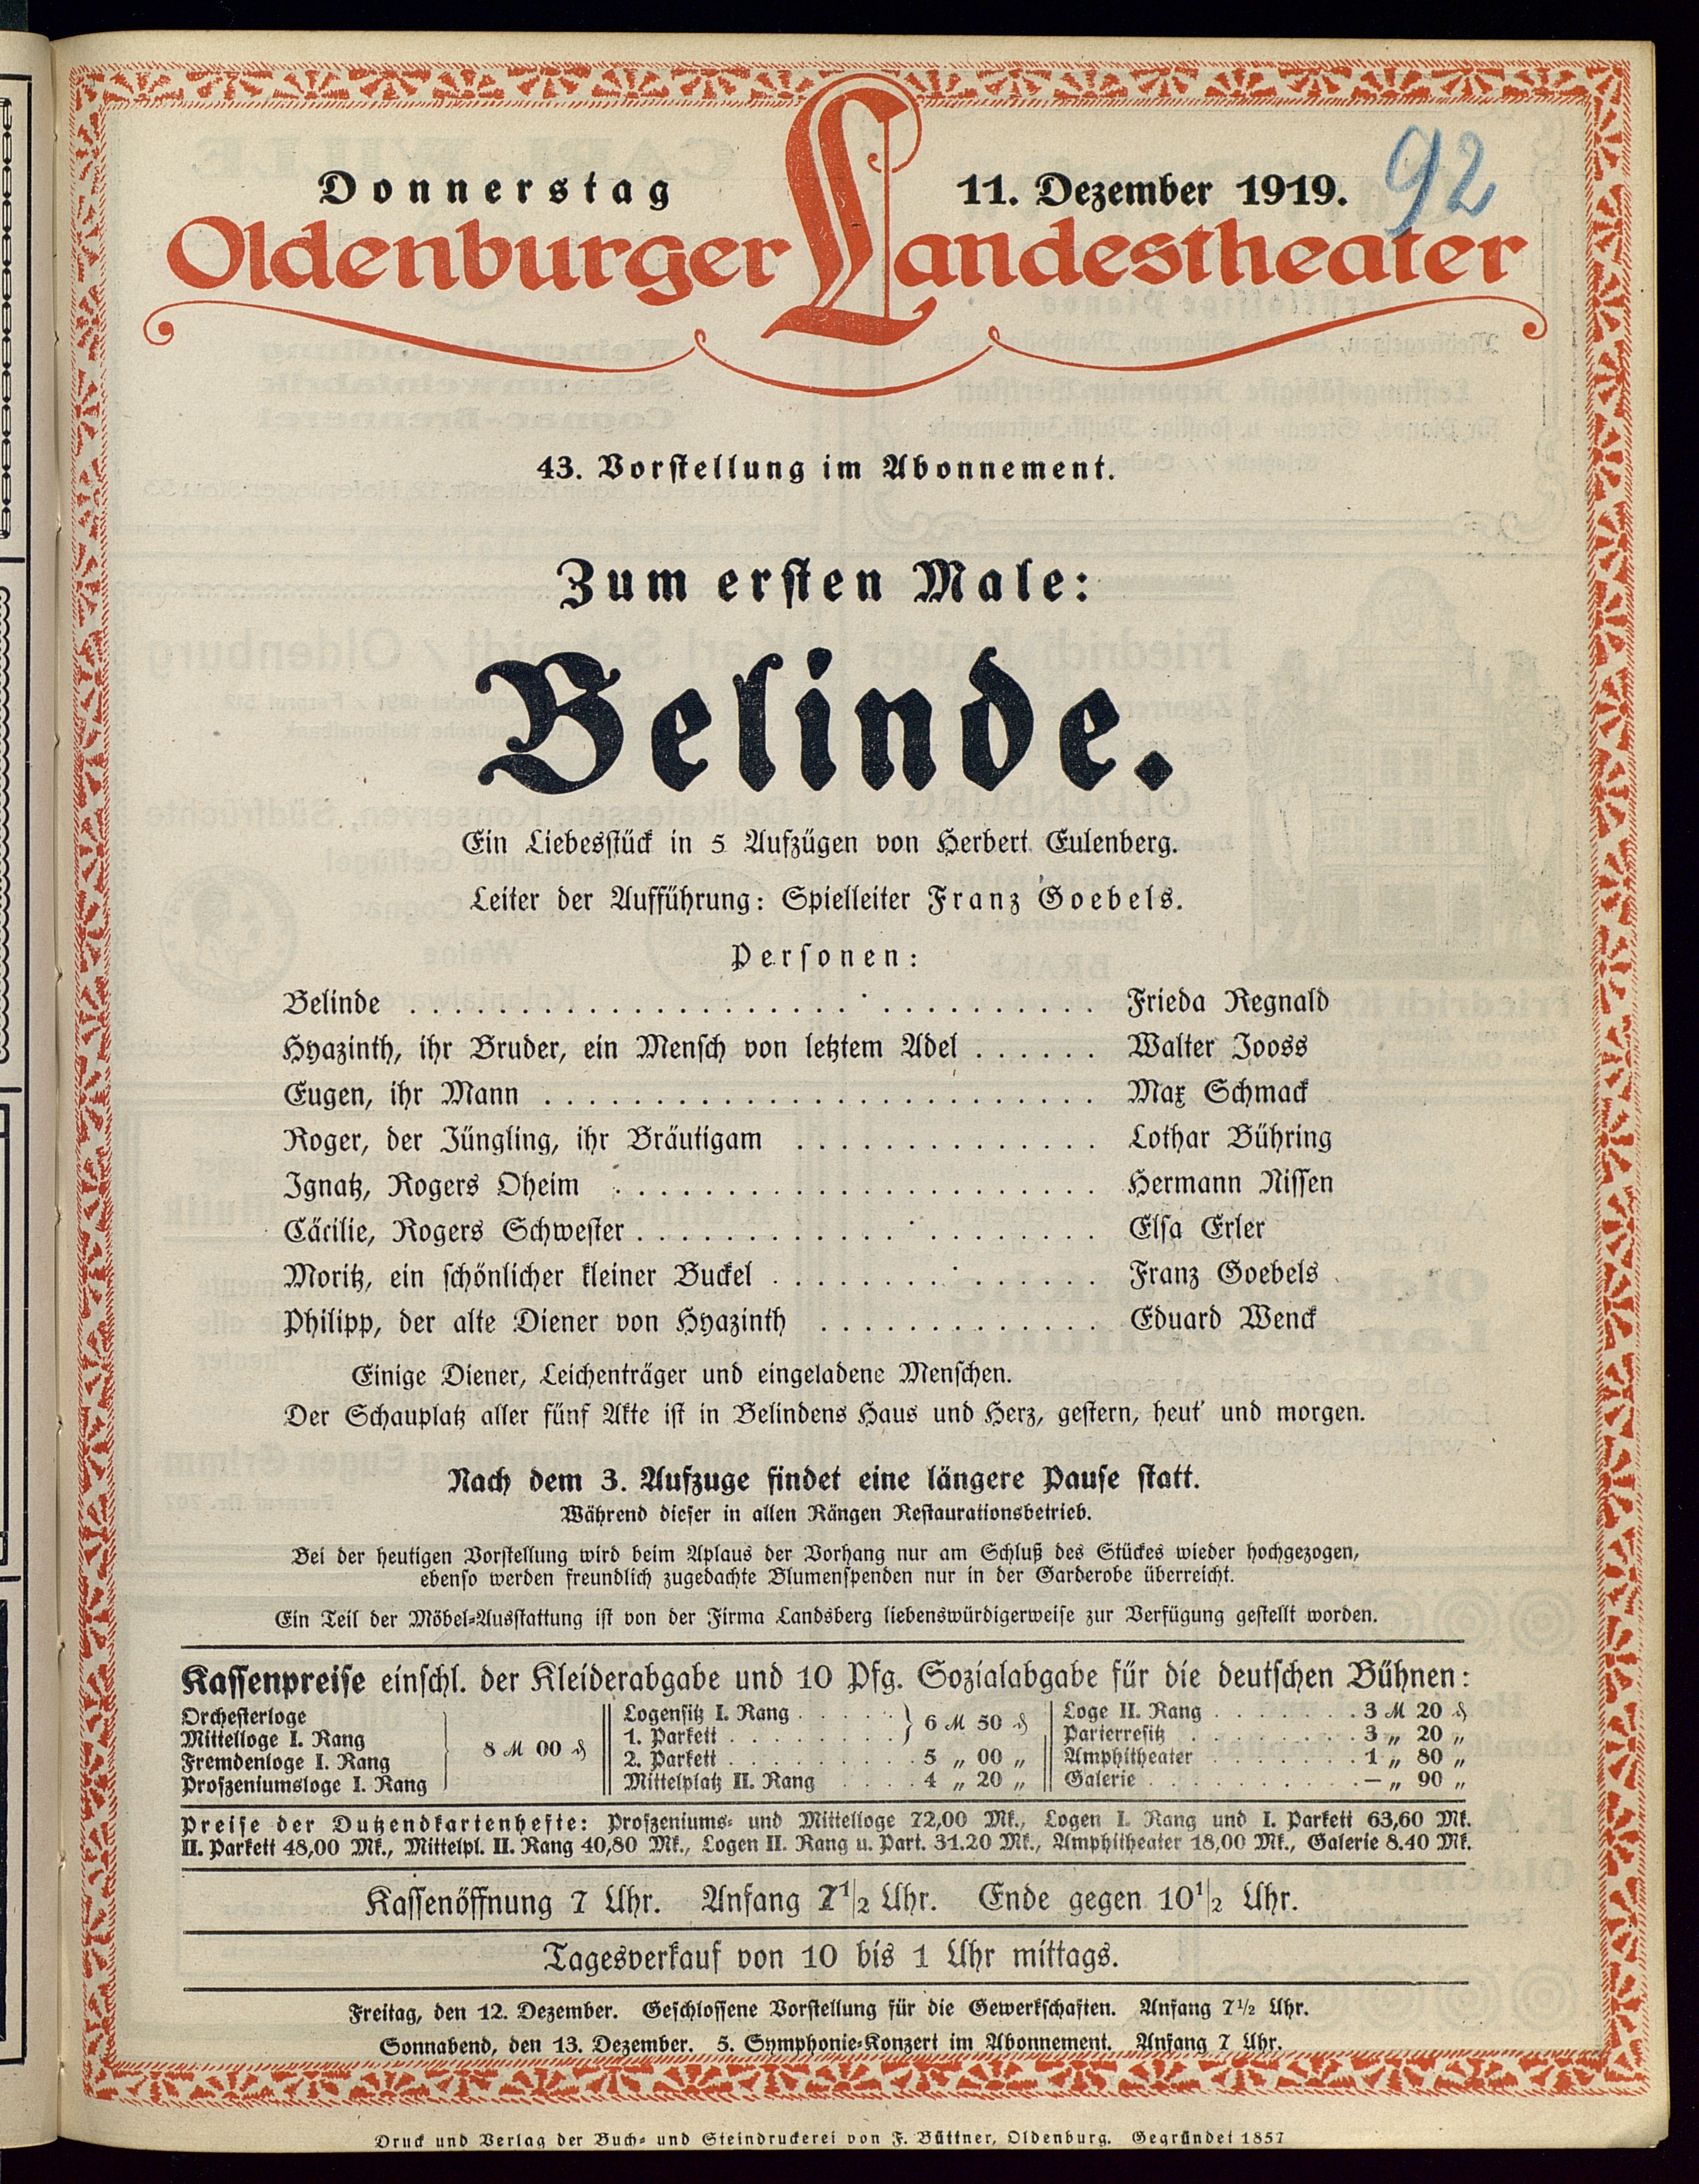 Donnerstag 11. Dezember 1919. 92
Oldenburger Landestheater
43. Vorstellung im Abonnement.
Zum ersten Male:
Belinde.
Ein Liebesstück in 5 Aufzügen von Herbert Eulenberg.
Leiter der Aufführung: Spielleiter Franz Goebels.
Personen:
Belinde . . . . . . . . . . Frieda Regnald
Hyazinth, ihr Bruder, ein Mensch von letztem Adel . . . . . . Walter Jooss
Eugen, ihr Mann . . . . . . . . . . Max Schmack
Roger, der Jüngling, ihr Bräutigam . . . . . . . . . . Lothar Bühring
Ignatz, Rogers Oheim . . . . . . . . . . Hermann Nissen
Cäcilie, Rogers Schwester . . . . . . . . . . Elsa Erler
Moritz, ein schönlicher kleiner Buckel . . . . . . . . . . Franz Goebels
Philipp, der alte Diener von Hyazinth . . . . . . . . . . Eduard Wenck
Einige Diener, Leichenträger und eingeladene Menschen.
Der Schauplatz aller fünf Akte ist in Belindens Haus und Herz, gestern, heut' und morgen.
Nach dem 3. Aufzuge findet eine längere Pause statt.
Während dieser in allen Rängen Restaurationsbetrieb.
Bei der heutigen Vorstellung wird beim Aplaus der Vorhang nur am Schluß des Stückes wieder hochgezogen,
ebenso werden freundlich zugedachte Blumenspenden nur in der Garderobe überreicht.
Ein Teil der Möbel-Ausstattung ist von der Firma Landsberg liebenswürdigerweise zur Verfügung gestellt worden.
Kassenpreise einschl. der Kleiderabgabe und 10 Pfg. Sozialabgabe für die deutschen Bühnen:
Orchesterloge
Mittelloge I. Rang
Fremdenloge I. Rang
Proszeniumsloge I. Rang
8 ℳ 00 ₰
Logensitz I. Rang . . . . .
1. Parkett . . . . . . . .
6 ℳ 50 ₰
2. Parkett . . . . . . . . 5 „ 00 „
Mittelplatz II. Rang . . . . 4 „ 20 „
Loge II. Rang . . . . . . . 3 ℳ 20 ₰
Parterresitz . . . . . . . . 3 „ 20 „
Amphitheater . . . . . . . 1 „ 80 „
Galerie . . . . . . . . . . — „ 90 „
Preise der Dutzendkartenhefte: Proszeniums- und Mittelloge 72,00 Mk., Logen I. Rang und I. Parkett 63,60 Mk.
II. Parkett 48,00 Mk., Mittelpl. II. Rang 40,80 Mk., Logen II. Rang u. Part. 31.20 Mk., Amphitheater 18,00 Mk., Galerie 8.40 Mk.
Kassenöffnung 7 Uhr. Anfang 7½ Uhr. Ende gegen 10½ Uhr.
Tagesverkauf von 10 bis 1 Uhr mittags.
Freitag, den 12. Dezember. Geschlossene Vorstellung für die Gewerkschaften. Anfang 7½ Uhr.
Sonnabend, den 13. Dezember. 5. Symphonie-Konzert im Abonnement. Anfang 7 Uhr.
Druck und Verlag der Buch- und Steindruckerei von F. Büttner, Oldenburg. Gegründet 1857